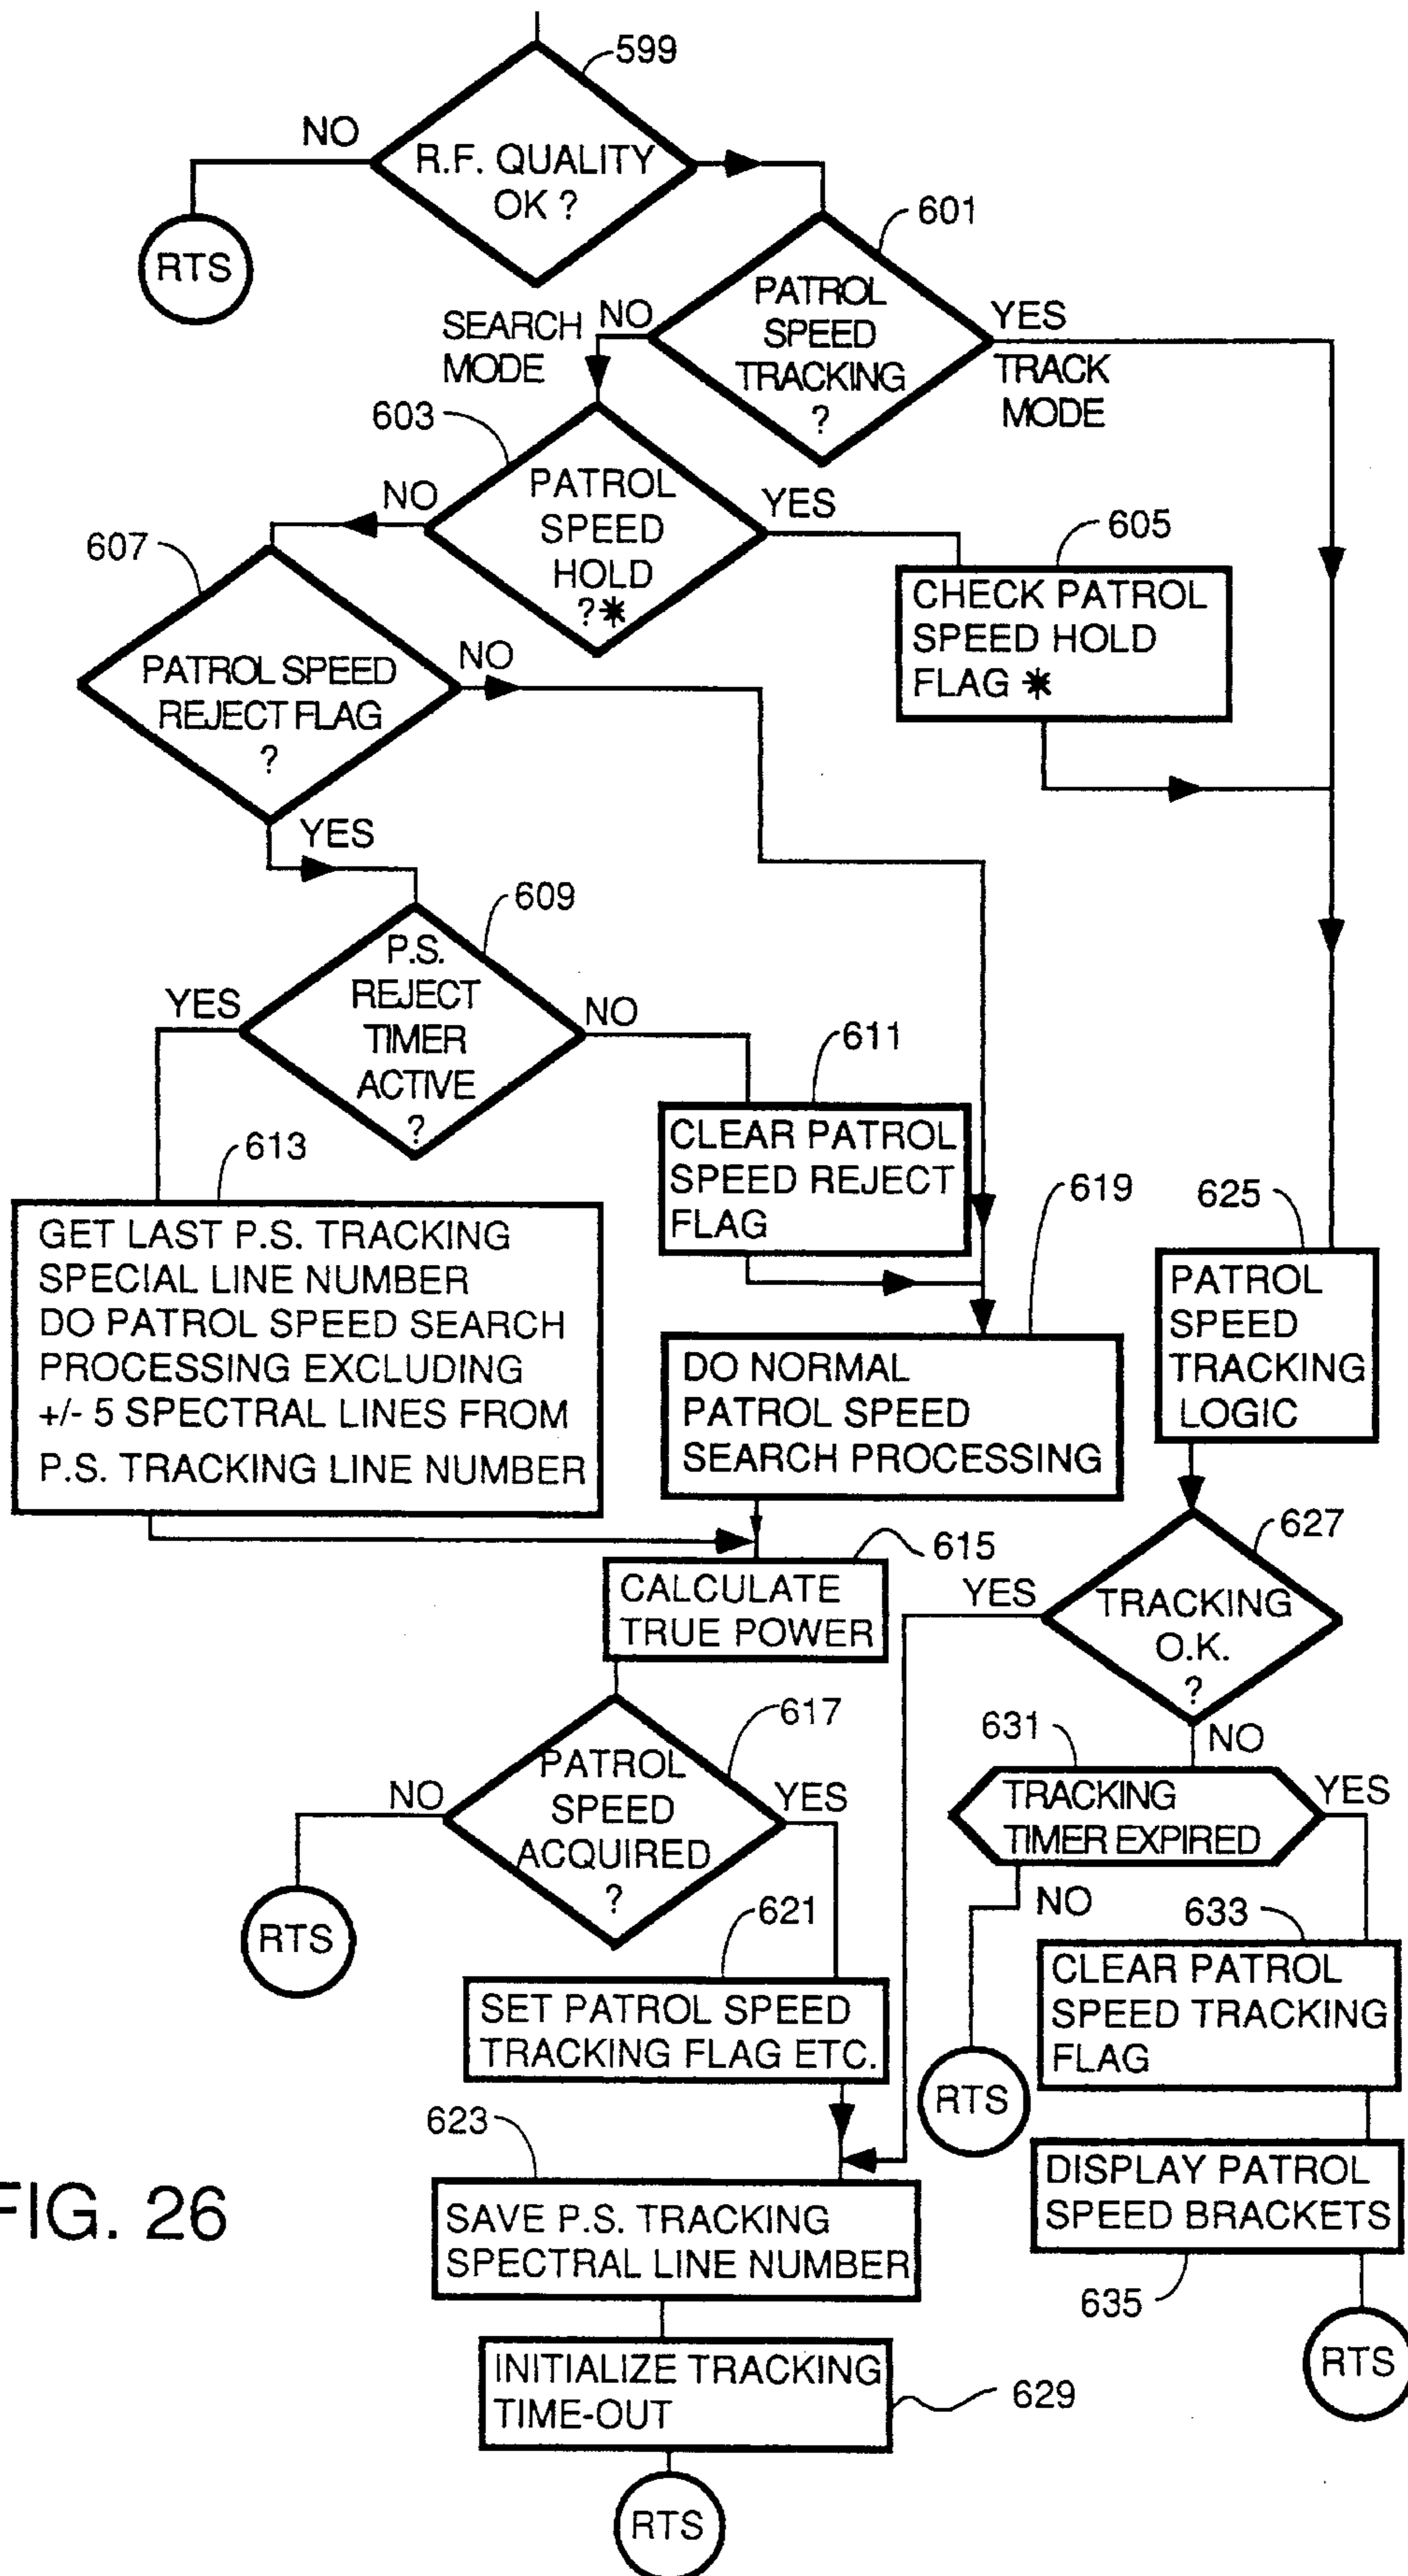 599
NO
R.F. QUALITY
OK ?
RTS
601
PATROL
SPEED
TRACKING
?
NO
SEARCH
MODE
YES
TRACK
MODE
603
PATROL
SPEED
HOLD
?*
NO
YES
605
CHECK PATROL
SPEED HOLD
FLAG *
607
PATROL SPEED
REJECT FLAG
?
NO
YES
609
P.S.
REJECT
TIMER
ACTIVE
?
YES
NO
611
CLEAR PATROL
SPEED REJECT
FLAG
613
GET LAST P.S. TRACKING
SPECIAL LINE NUMBER
DO PATROL SPEED SEARCH
PROCESSING EXCLUDING
+/- 5 SPECTRAL LINES FROM
P.S. TRACKING LINE NUMBER
619
DO NORMAL
PATROL SPEED
SEARCH PROCESSING
625
PATROL
SPEED
TRACKING
LOGIC
615
CALCULATE
TRUE POWER
627
TRACKING
O.K.
?
YES
NO
617
PATROL
SPEED
ACQUIRED
?
NO
YES
RTS
631
TRACKING
TIMER EXPIRED
YES
NO
RTS
621
SET PATROL SPEED
TRACKING FLAG ETC.
633
CLEAR PATROL
SPEED TRACKING
FLAG
623
SAVE P.S. TRACKING
SPECTRAL LINE NUMBER
DISPLAY PATROL
SPEED BRACKETS
635
RTS
INITIALIZE TRACKING
TIME-OUT
629
RTS
FIG. 26